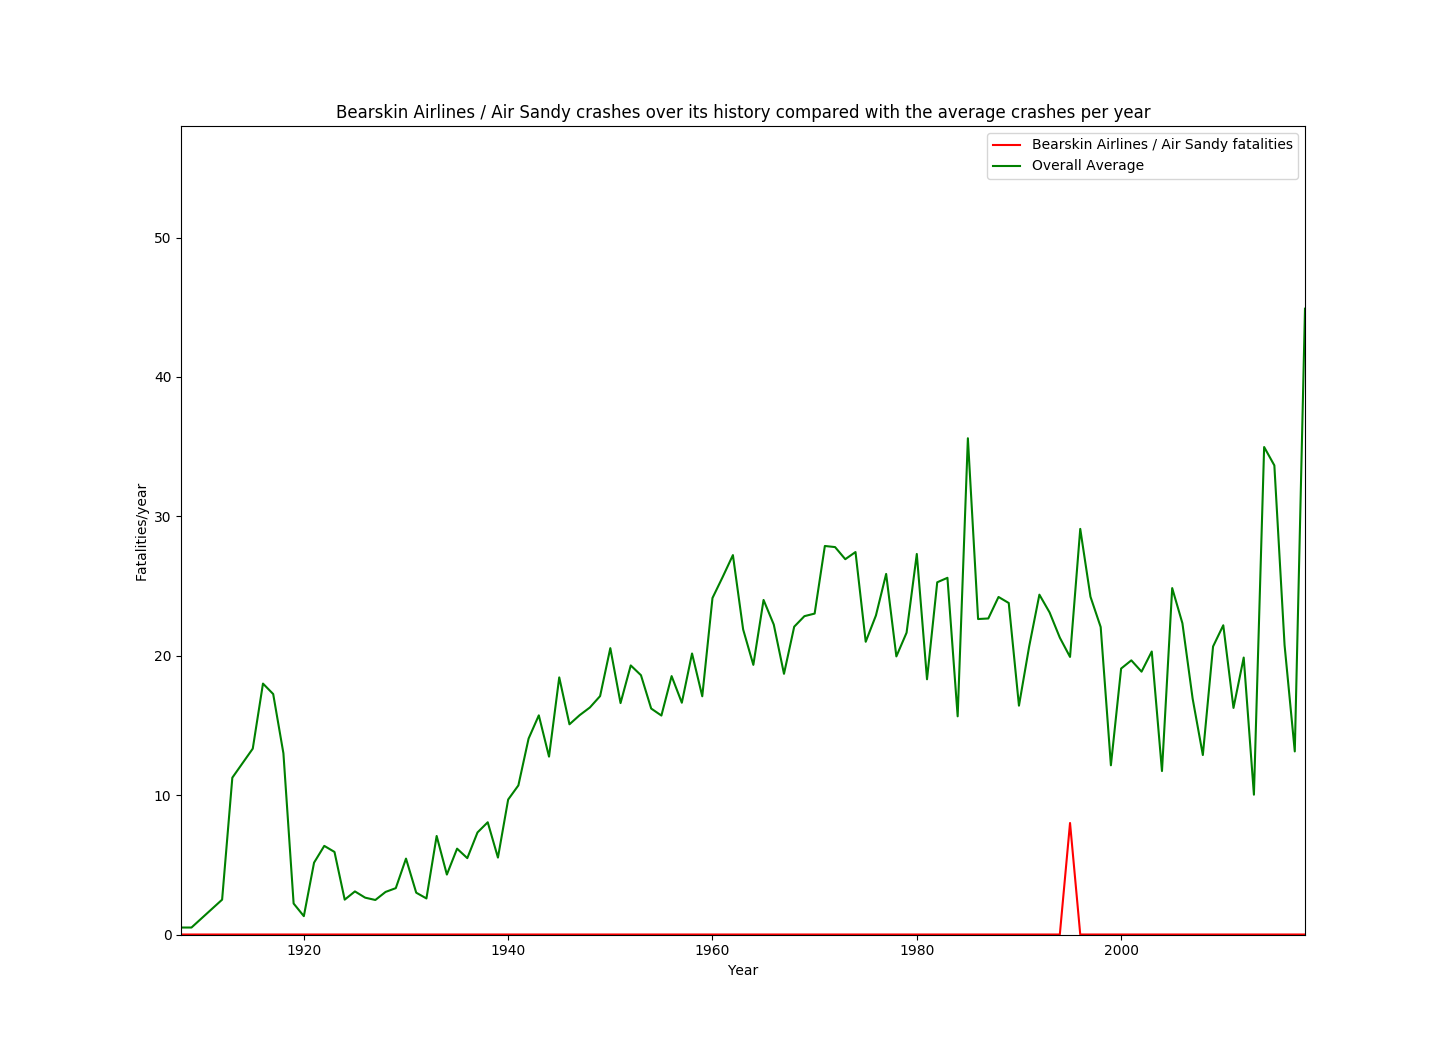 Bearskin Airlines / Air Sandy crashes over its history compared with the average crashes per year
Bearskin Airlines / Air Sandy fatalities
Overall Average
Fatalities/year
50
40
30
20
10
0
1920 1940 1960 1980 2000
Year